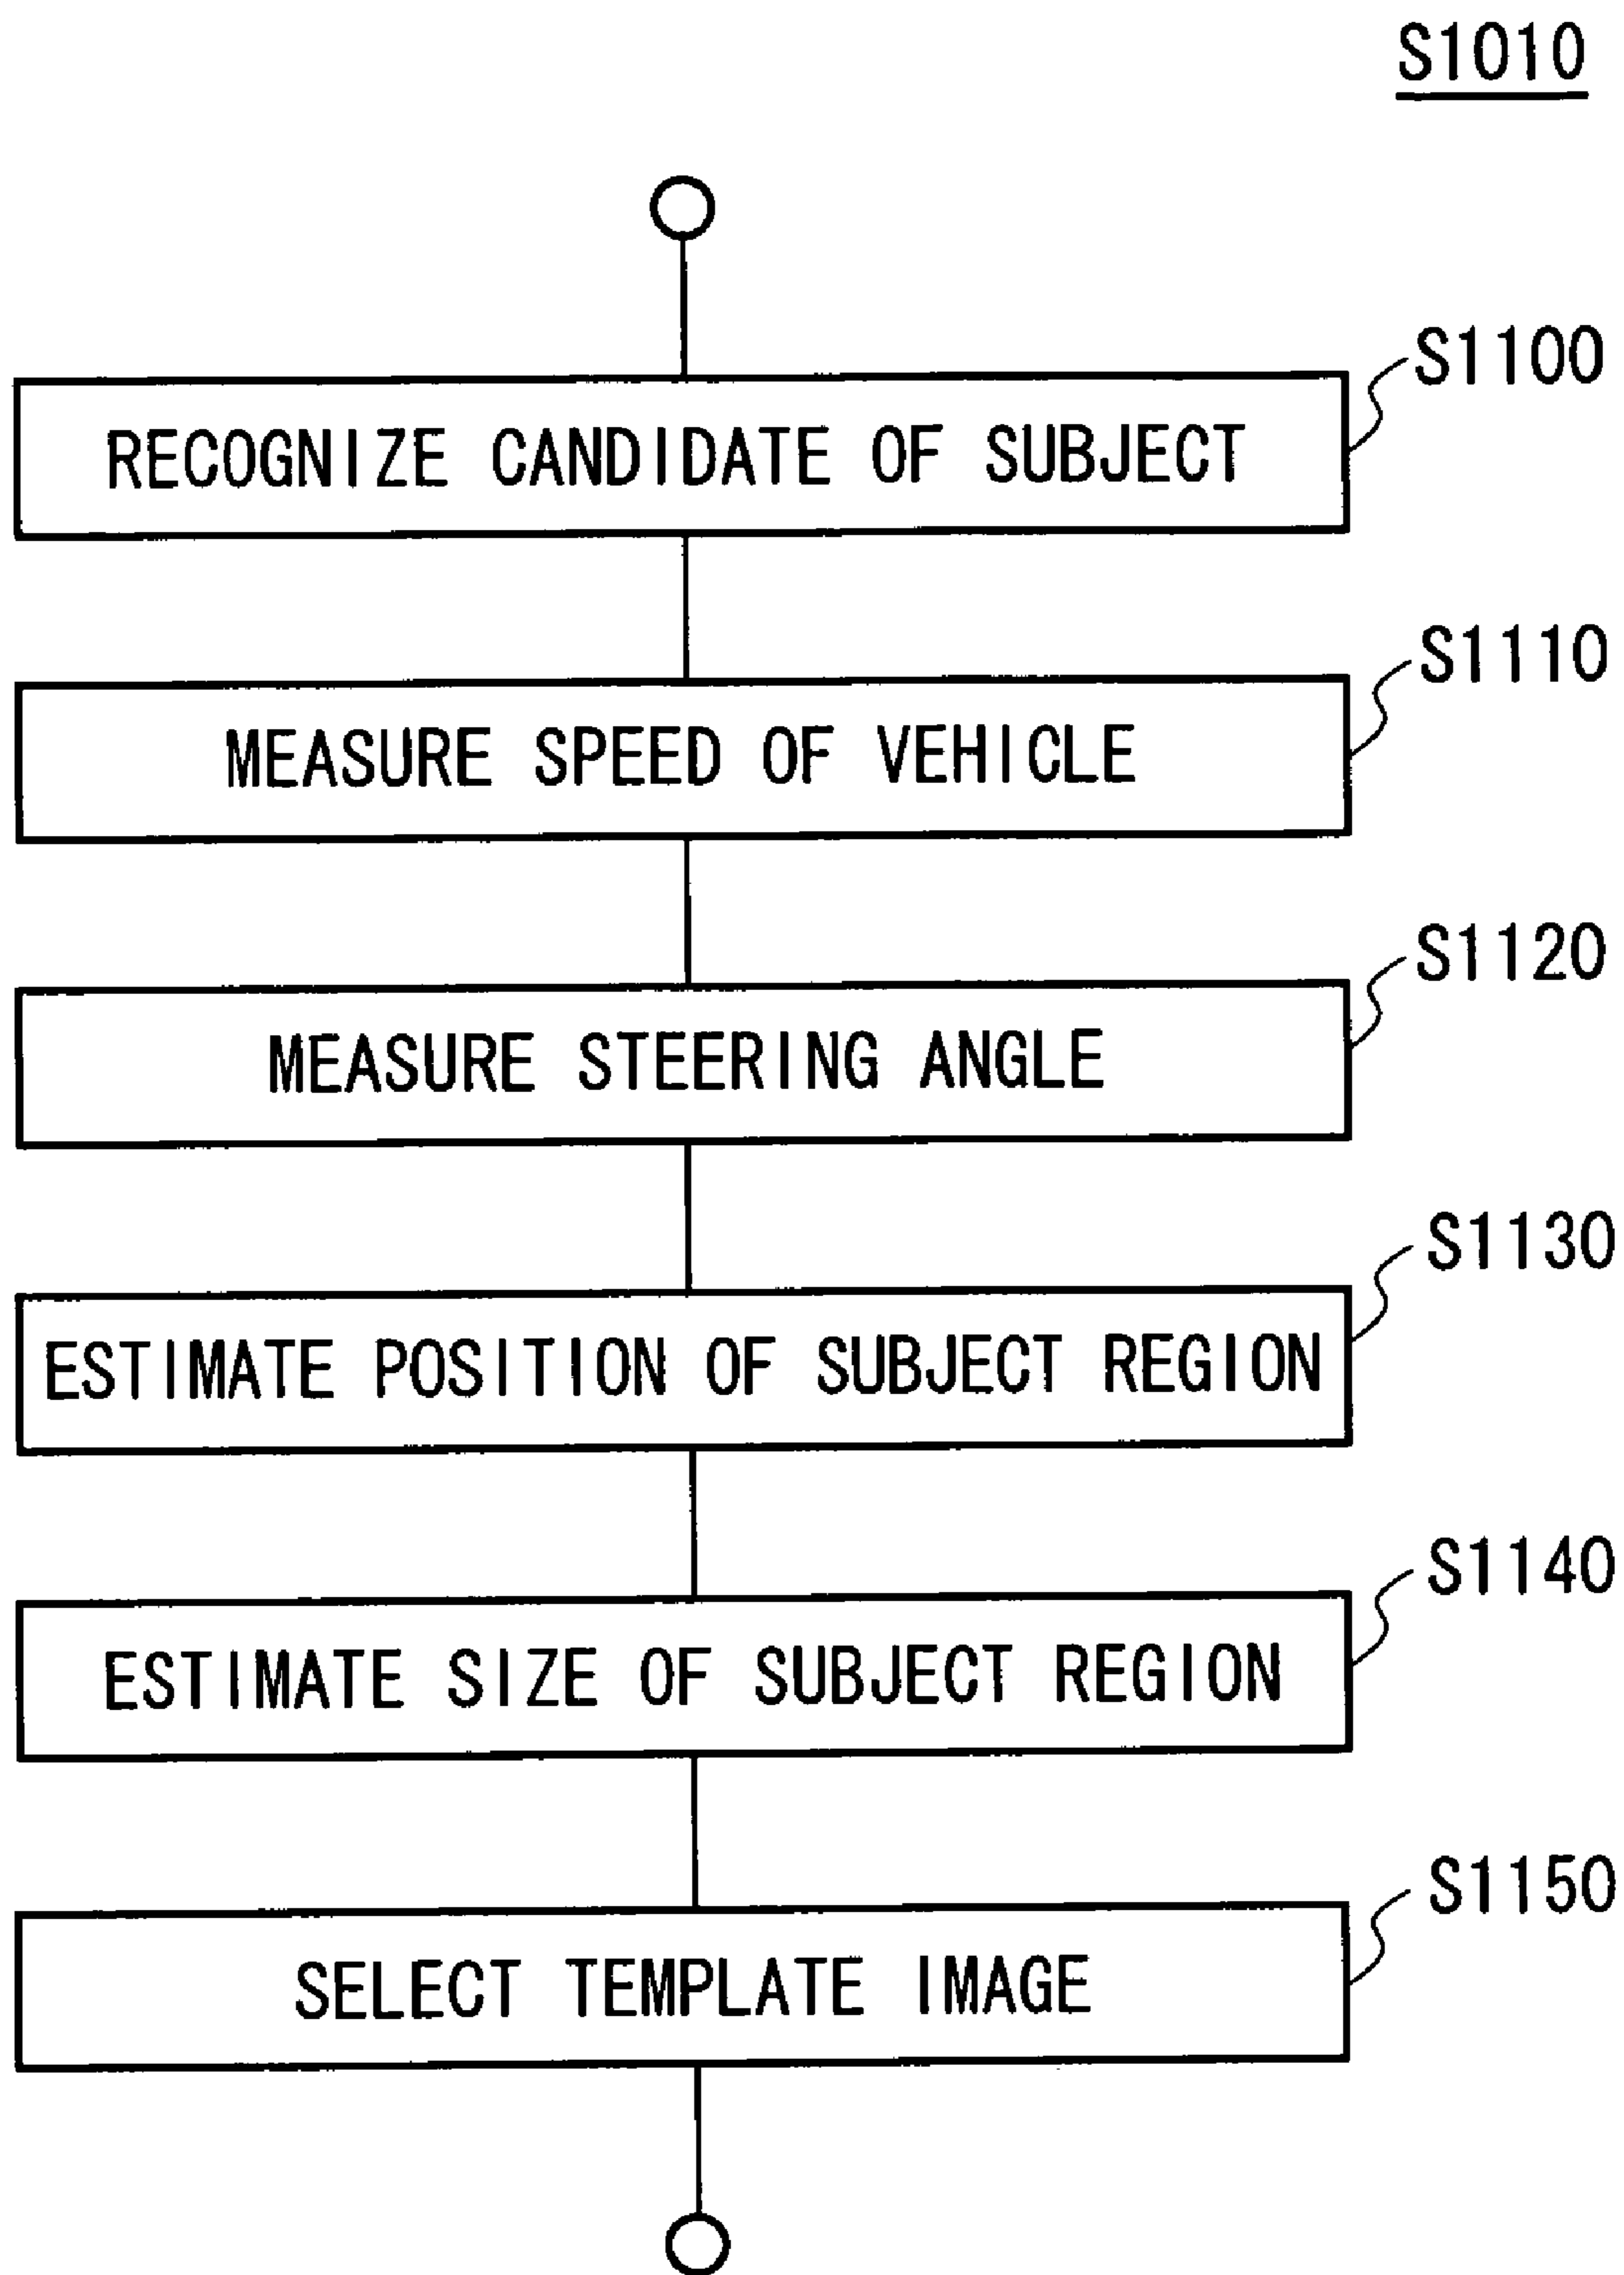 S1010
S1100
RECOGNIZE CANDIDATE OF SUBJECT
S1110
MEASURE SPEED OF VEHICLE
S1120
MEASURE STEERING ANGLE
S1130
ESTIMATE POSITION OF SUBJECT REGION
S1140
ESTIMATE SIZE OF SUBJECT REGION
S1150
SELECT TEMPLATE IMAGE